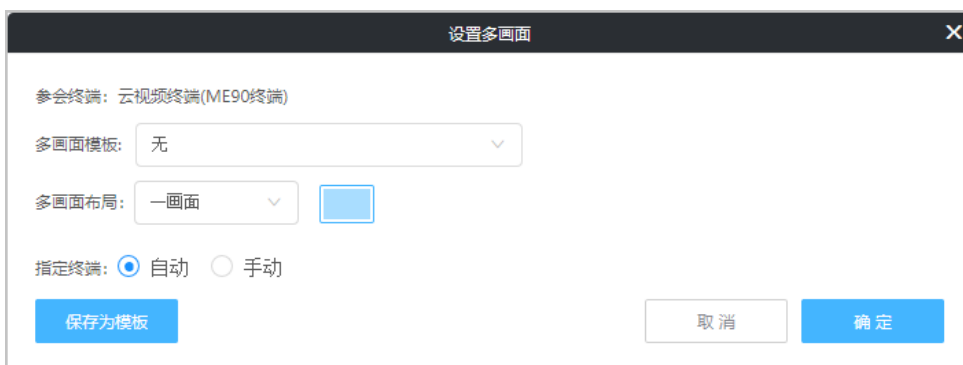 设置多画面
参会终端：云视频终端(ME90终端)
多画面模板: 无
多画面布局： 一画面
指定终端： 自动 手动
保存为模板 取消 确定